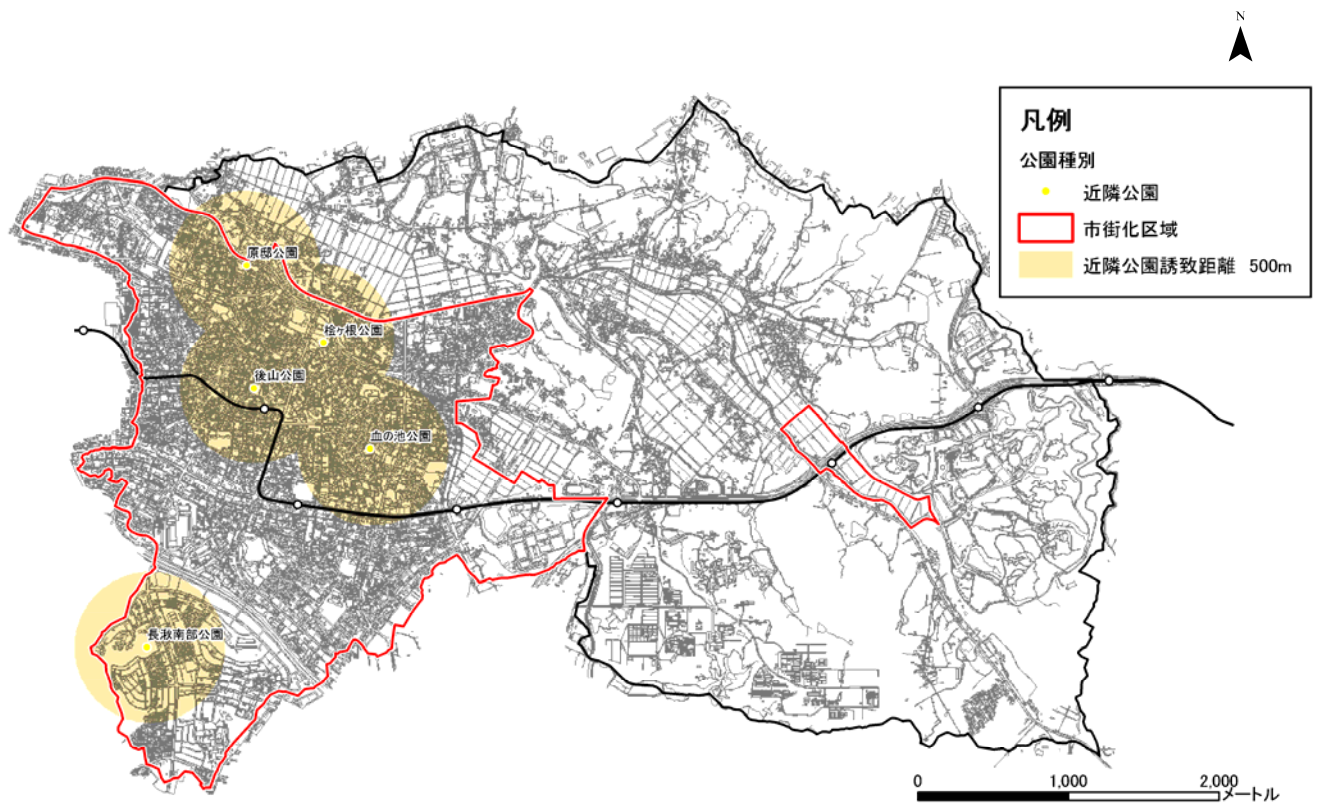 N
凡例
公園種別
近隣公園
市街化区域
近隣公園誘致距離 500m
原邸公園
桧ヶ根公園
後山公園
血の池公園
長湫南部公園
0 1,000 2,000
メートル